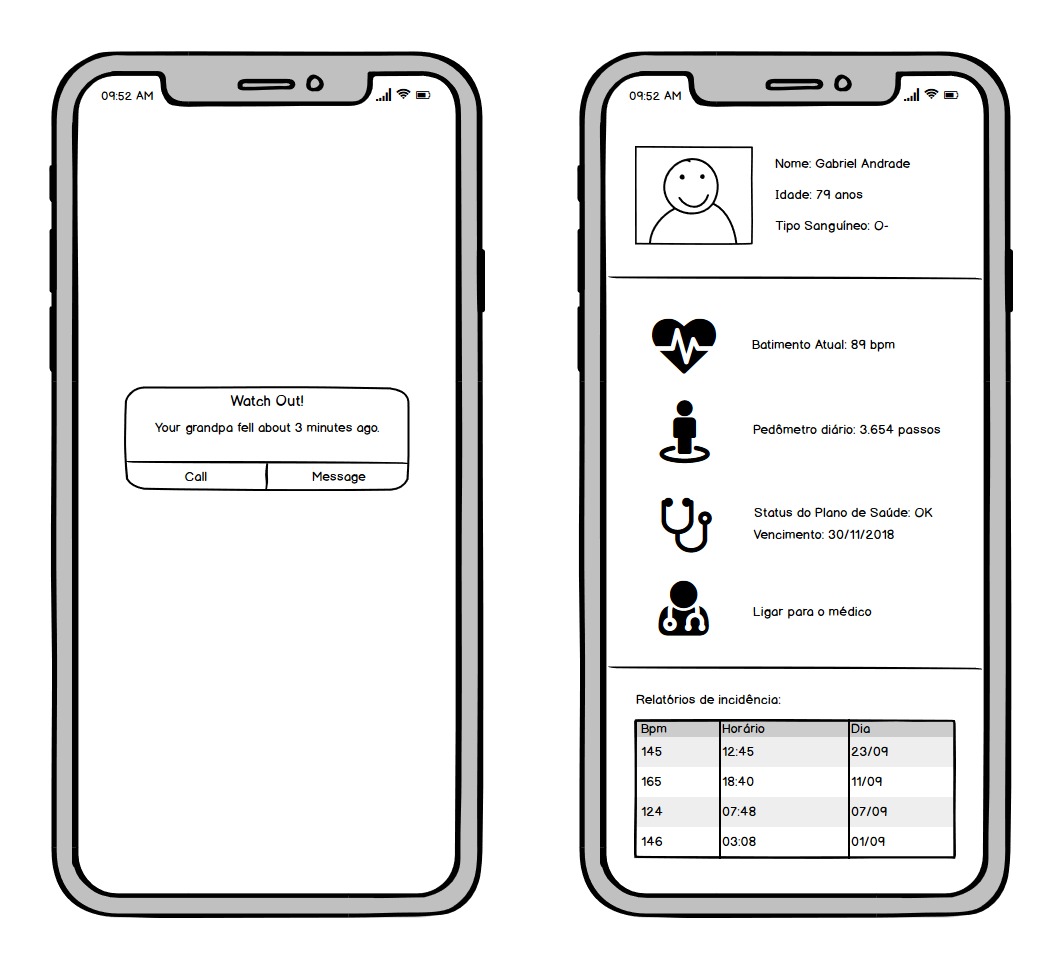 09:52 AM
Watch Out!
Your grandpa fell about 3 minutes ago.
Call
Message
09:52 AM
Nome: Gabriel Andrade
Idade: 79 anos
Tipo Sanguíneo: O-
Batimento Atual: 89 bpm
Pedômetro diário: 3.654 passos
Status do Plano de Saúde: OK
Vencimento: 30/11/2018
Ligar para o médico
Relatórios de incidência:
Bpm Horário Dia
145 12:45 23/09
165 18:40 11/09
124 07:48 07/09
146 03:08 01/09